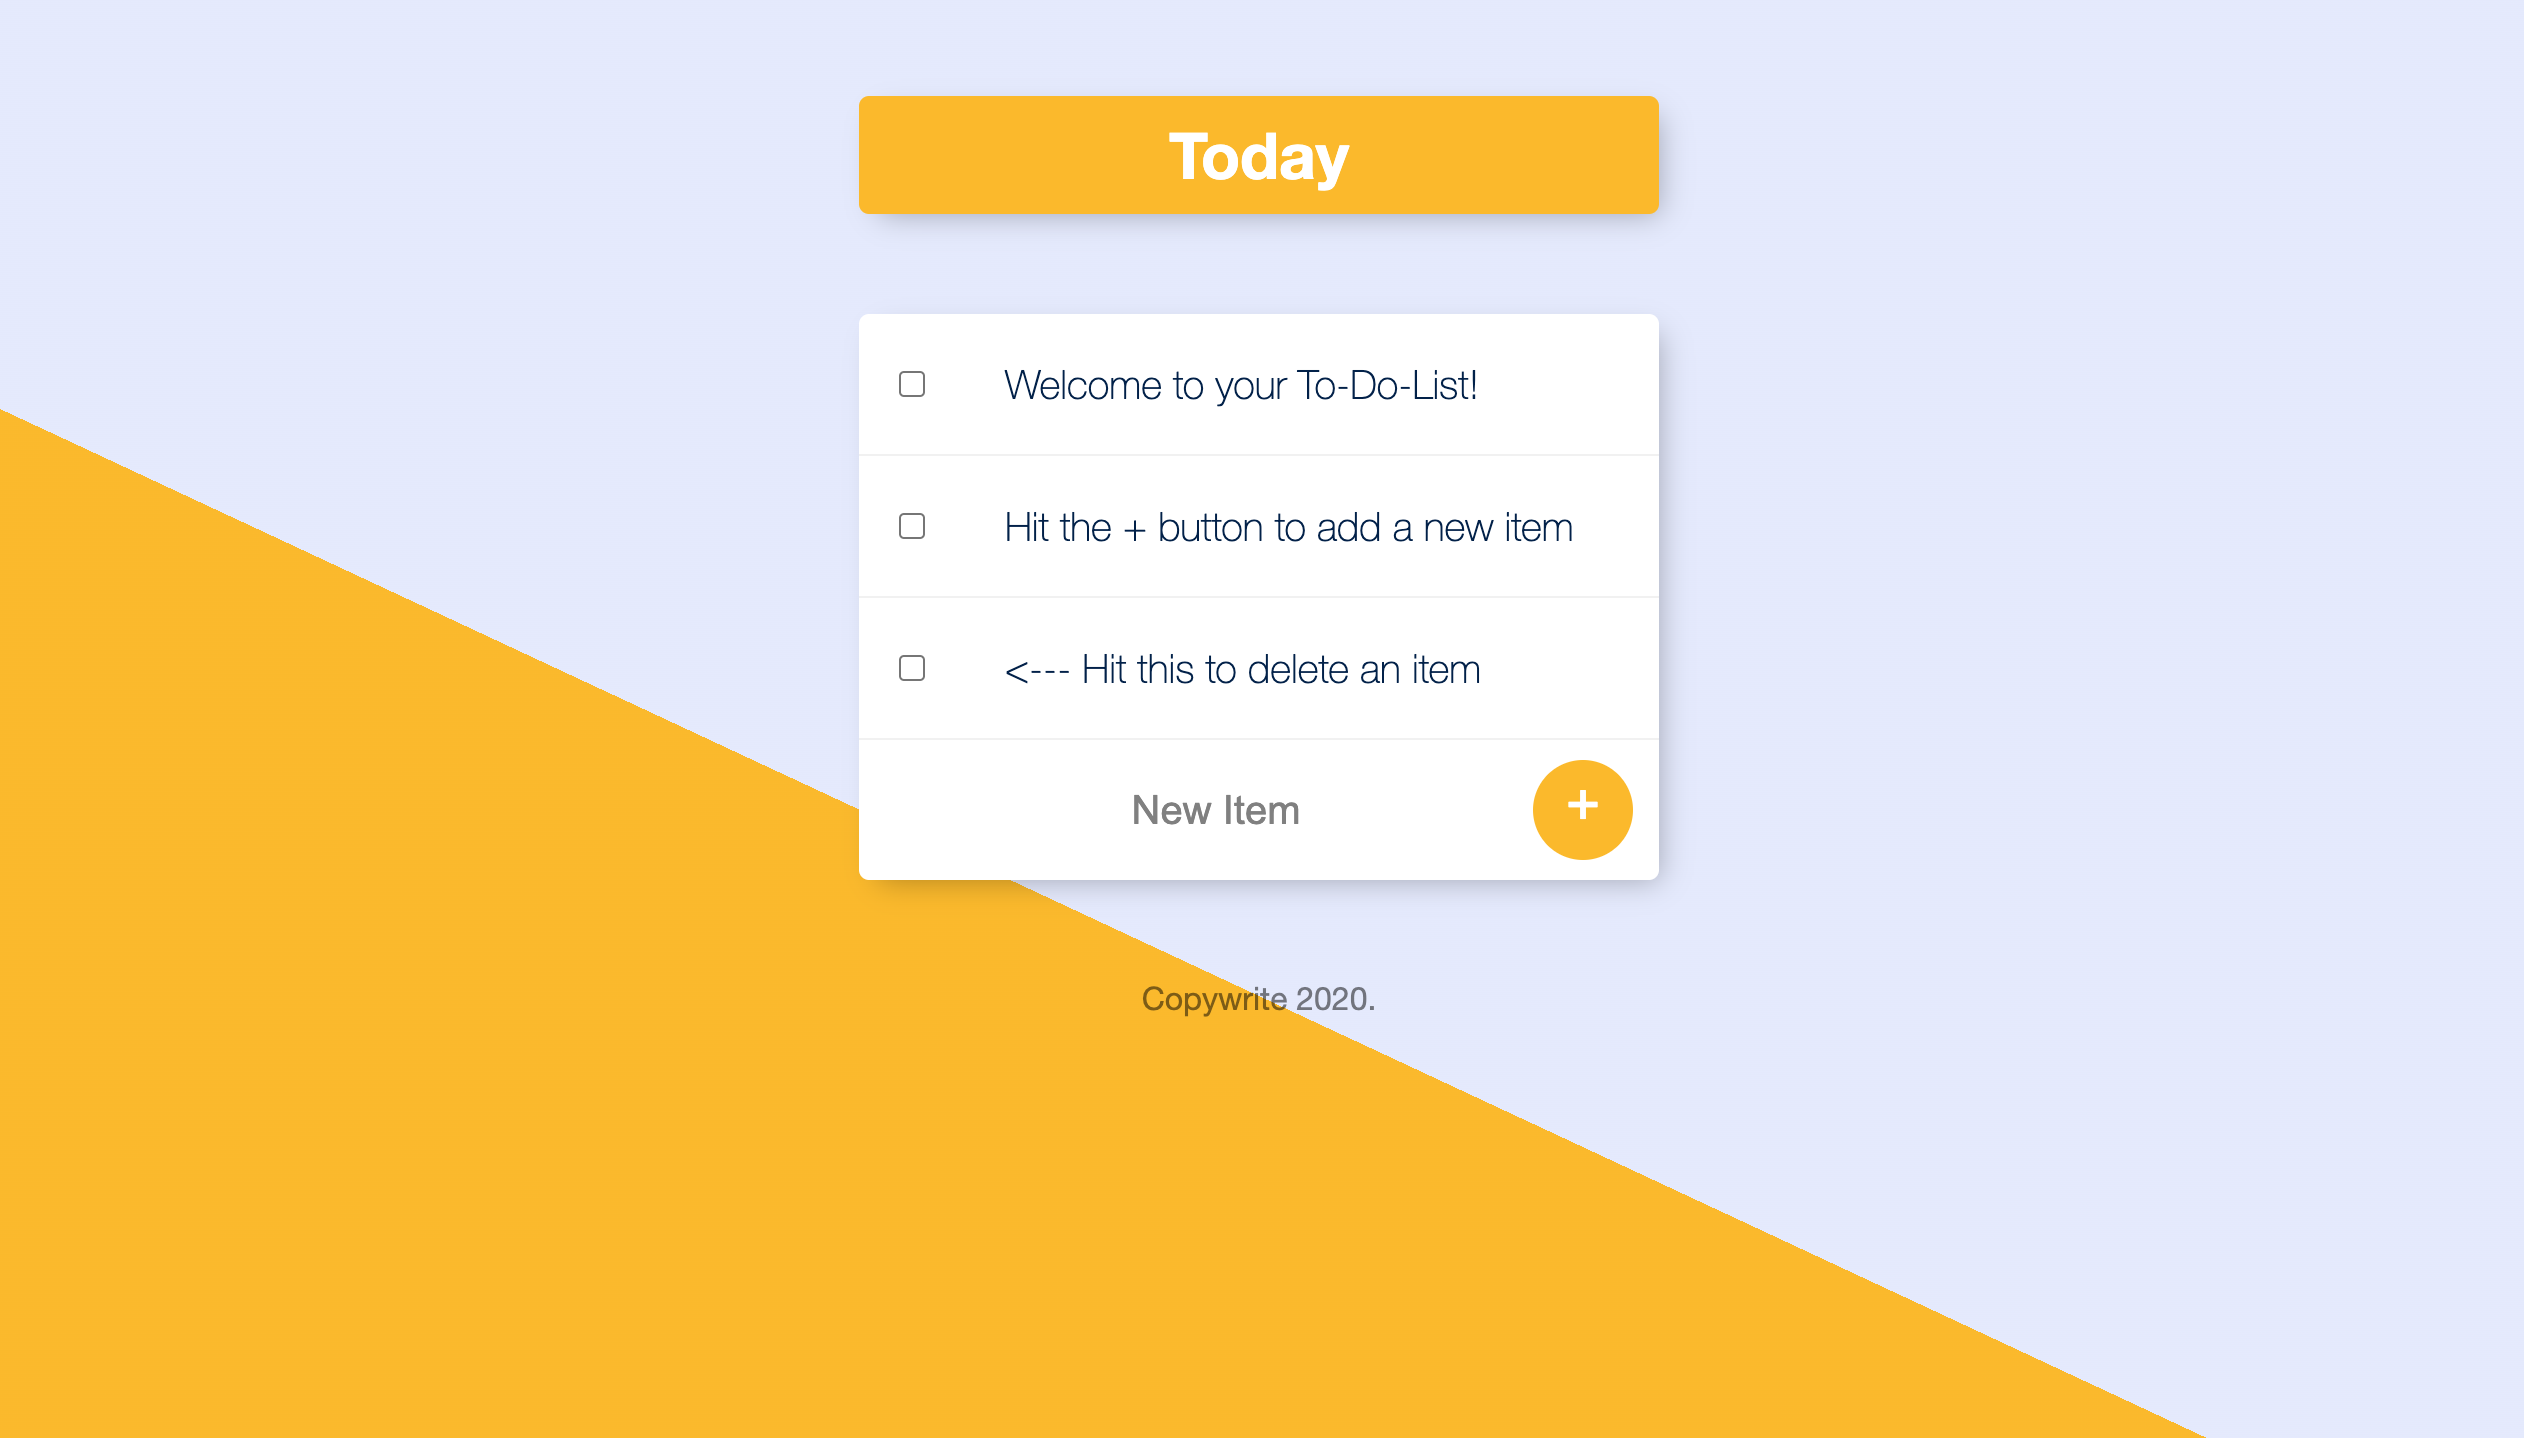 Today
Welcome to your To-Do-List!
Hit the + button to add a new item
<--- Hit this to delete an item
New Item +
Copywrite 2020.